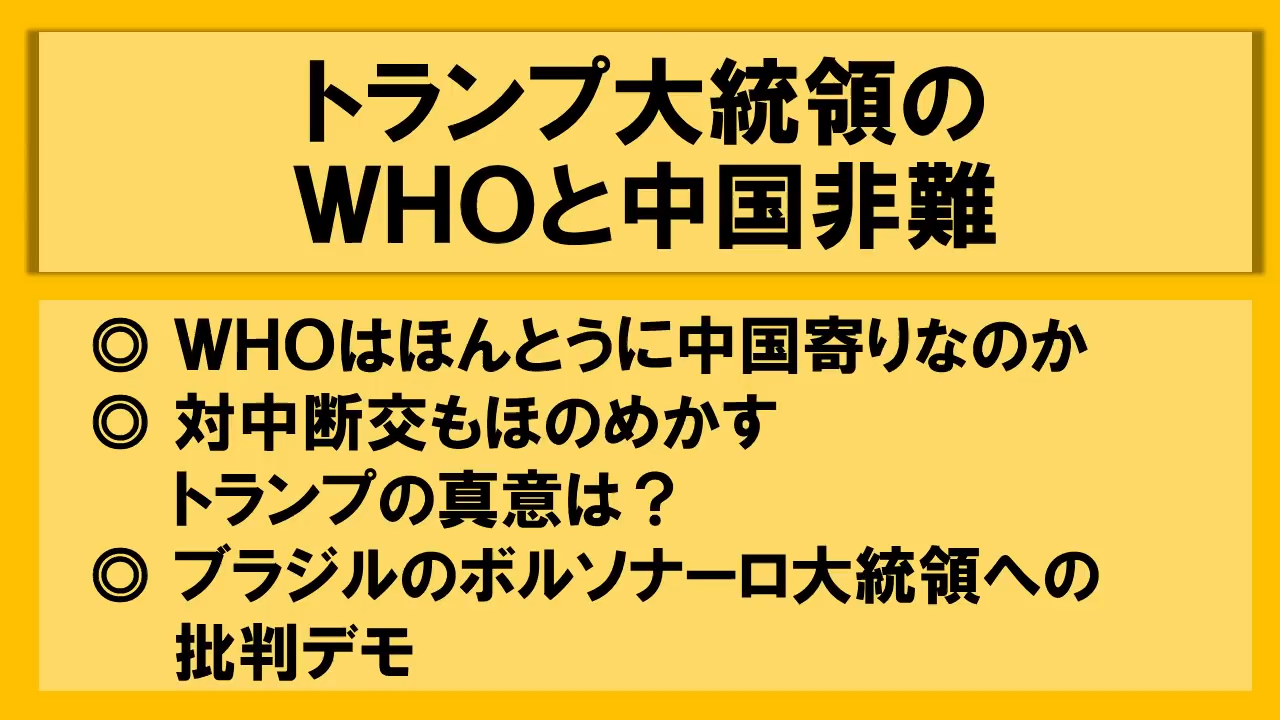 トランプ大統領の
WHOと中国非難
◎ WHOはほんとうに中国寄りなのか
◎ 対中断交もほのめかす
トランプの真意は？
◎ ブラジルのボルソナーロ大統領への
批判デモ